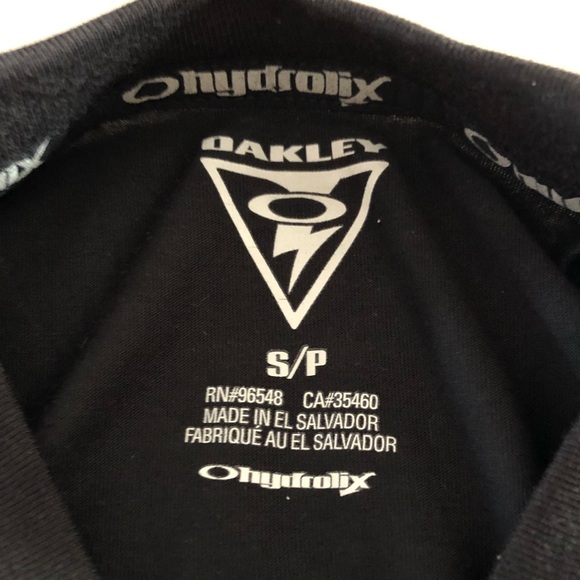 hydrolix
OAKLEY
S/P
RN#96548 CA#35460
MADE IN EL SALVADOR
FABRIQUÉ AU EL SALVADOR
hydrolix